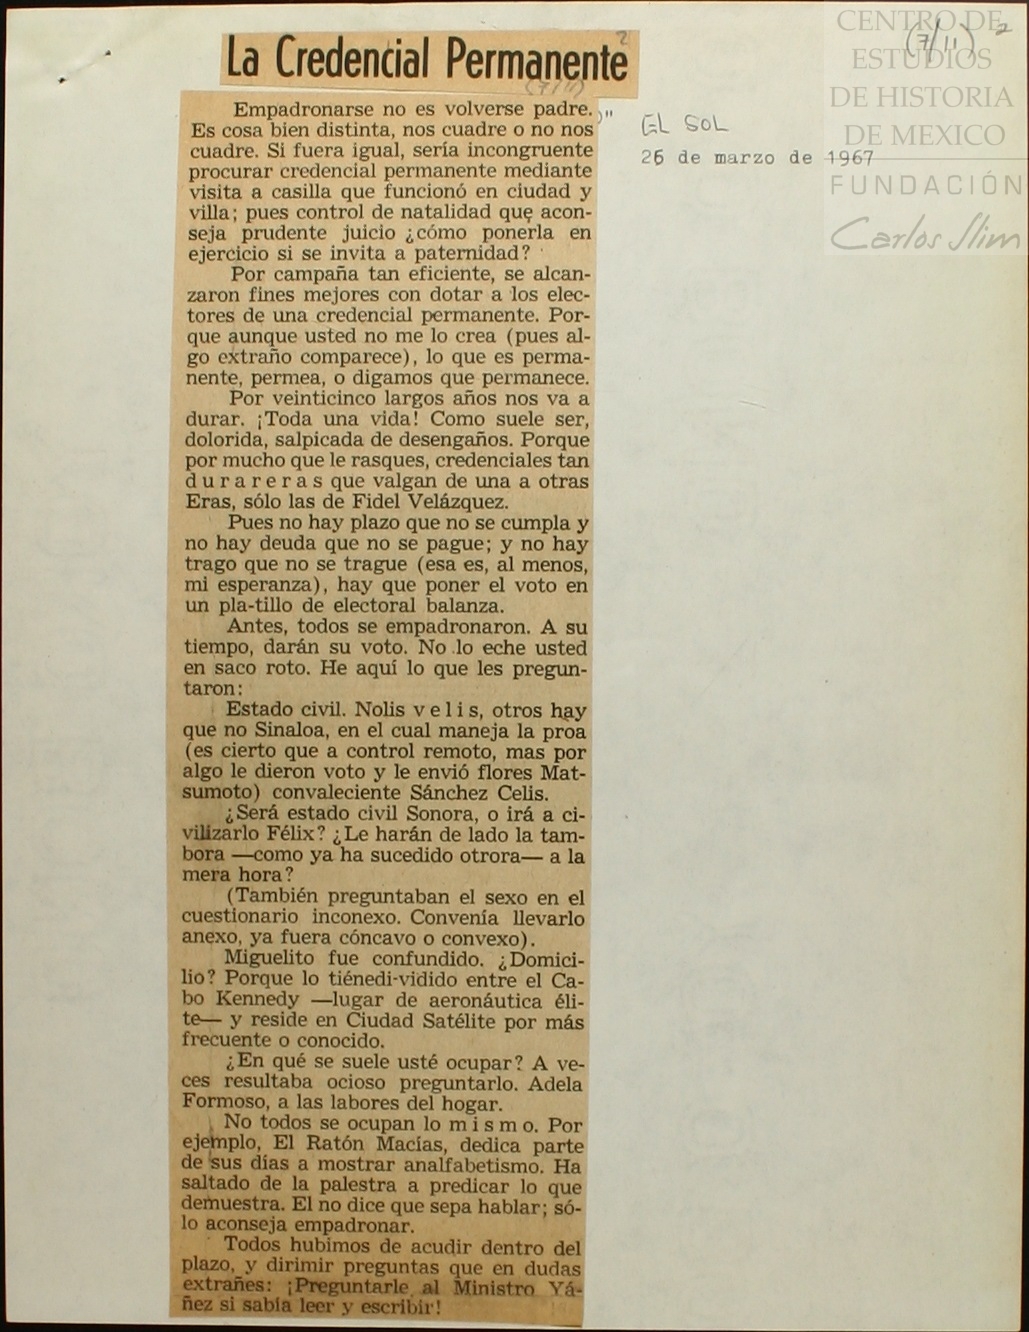 CENTRO DE
ESTUDIOS
DE HISTORIA
DE MEXICO
FUNDACIÓN
Carlos Slim
(7/11) 2
La Credencial Permanente 2
(7/11)
EL SOL
26 de marzo de 1967
Empadronarse no es volverse padre.
Es cosa bien distinta, nos cuadre o no nos
cuadre. Si fuera igual, sería incongruente
procurar credencial permanente mediante
visita a casilla que funcionó en ciudad y
villa; pues control de natalidad que acon-
seja prudente juicio ¿cómo ponerla en
ejercicio si se invita a paternidad?
Por campaña tan eficiente, se alcan-
zaron fines mejores con dotar a los elec-
tores de una credencial permanente. Por-
que aunque usted no me lo crea (pues al-
go extraño comparece), lo que es perma-
nente, permea, o digamos que permanece.
Por veinticinco largos años nos va a
durar. ¡Toda una vida! Como suele ser,
dolorida, salpicada de desengaños. Porque
por mucho que le rasques, credenciales tan
d u r a r e r a s que valgan de una a otras
Eras, sólo las de Fidel Velázquez.
Pues no hay plazo que no se cumpla y
no hay deuda que no se pague; y no hay
trago que no se trague (esa es, al menos,
mi esperanza), hay que poner el voto en
un pla-tillo de electoral balanza.
Antes, todos se empadronaron. A su
tiempo, darán su voto. No lo eche usted
en saco roto. He aquí lo que les pregun-
taron:
Estado civil. Nolis v e l i s, otros hay
que no Sinaloa, en el cual maneja la proa
(es cierto que a control remoto, mas por
algo le dieron voto y le envió flores Mat-
sumoto) convaleciente Sánchez Celis.
¿Será estado civil Sonora, o irá a ci-
vilizarlo Félix? ¿Le harán de lado la tam-
bora —como ya ha sucedido otrora— a la
mera hora?
(También preguntaban el sexo en el
cuestionario inconexo. Convenía llevarlo
anexo, ya fuera cóncavo o convexo).
Miguelito fue confundido. ¿Domici-
lio? Porque lo tiénedi-vidido entre el Ca-
bo Kennedy —lugar de aeronáutica éli-
te— y reside en Ciudad Satélite por más
frecuente o conocido.
¿En qué se suele usté ocupar? A ve-
ces resultaba ocioso preguntarlo. Adela
Formoso, a las labores del hogar.
No todos se ocupan lo m i s m o. Por
ejemplo, El Ratón Macías, dedica parte
de sus días a mostrar analfabetismo. Ha
saltado de la palestra a predicar lo que
demuestra. El no dice que sepa hablar; só-
lo aconseja empadronar.
Todos hubimos de acudir dentro del
plazo, y dirimir preguntas que en dudas
extrañes: ¡Preguntarle al Ministro Yá-
ñez si sabía leer y escribir!